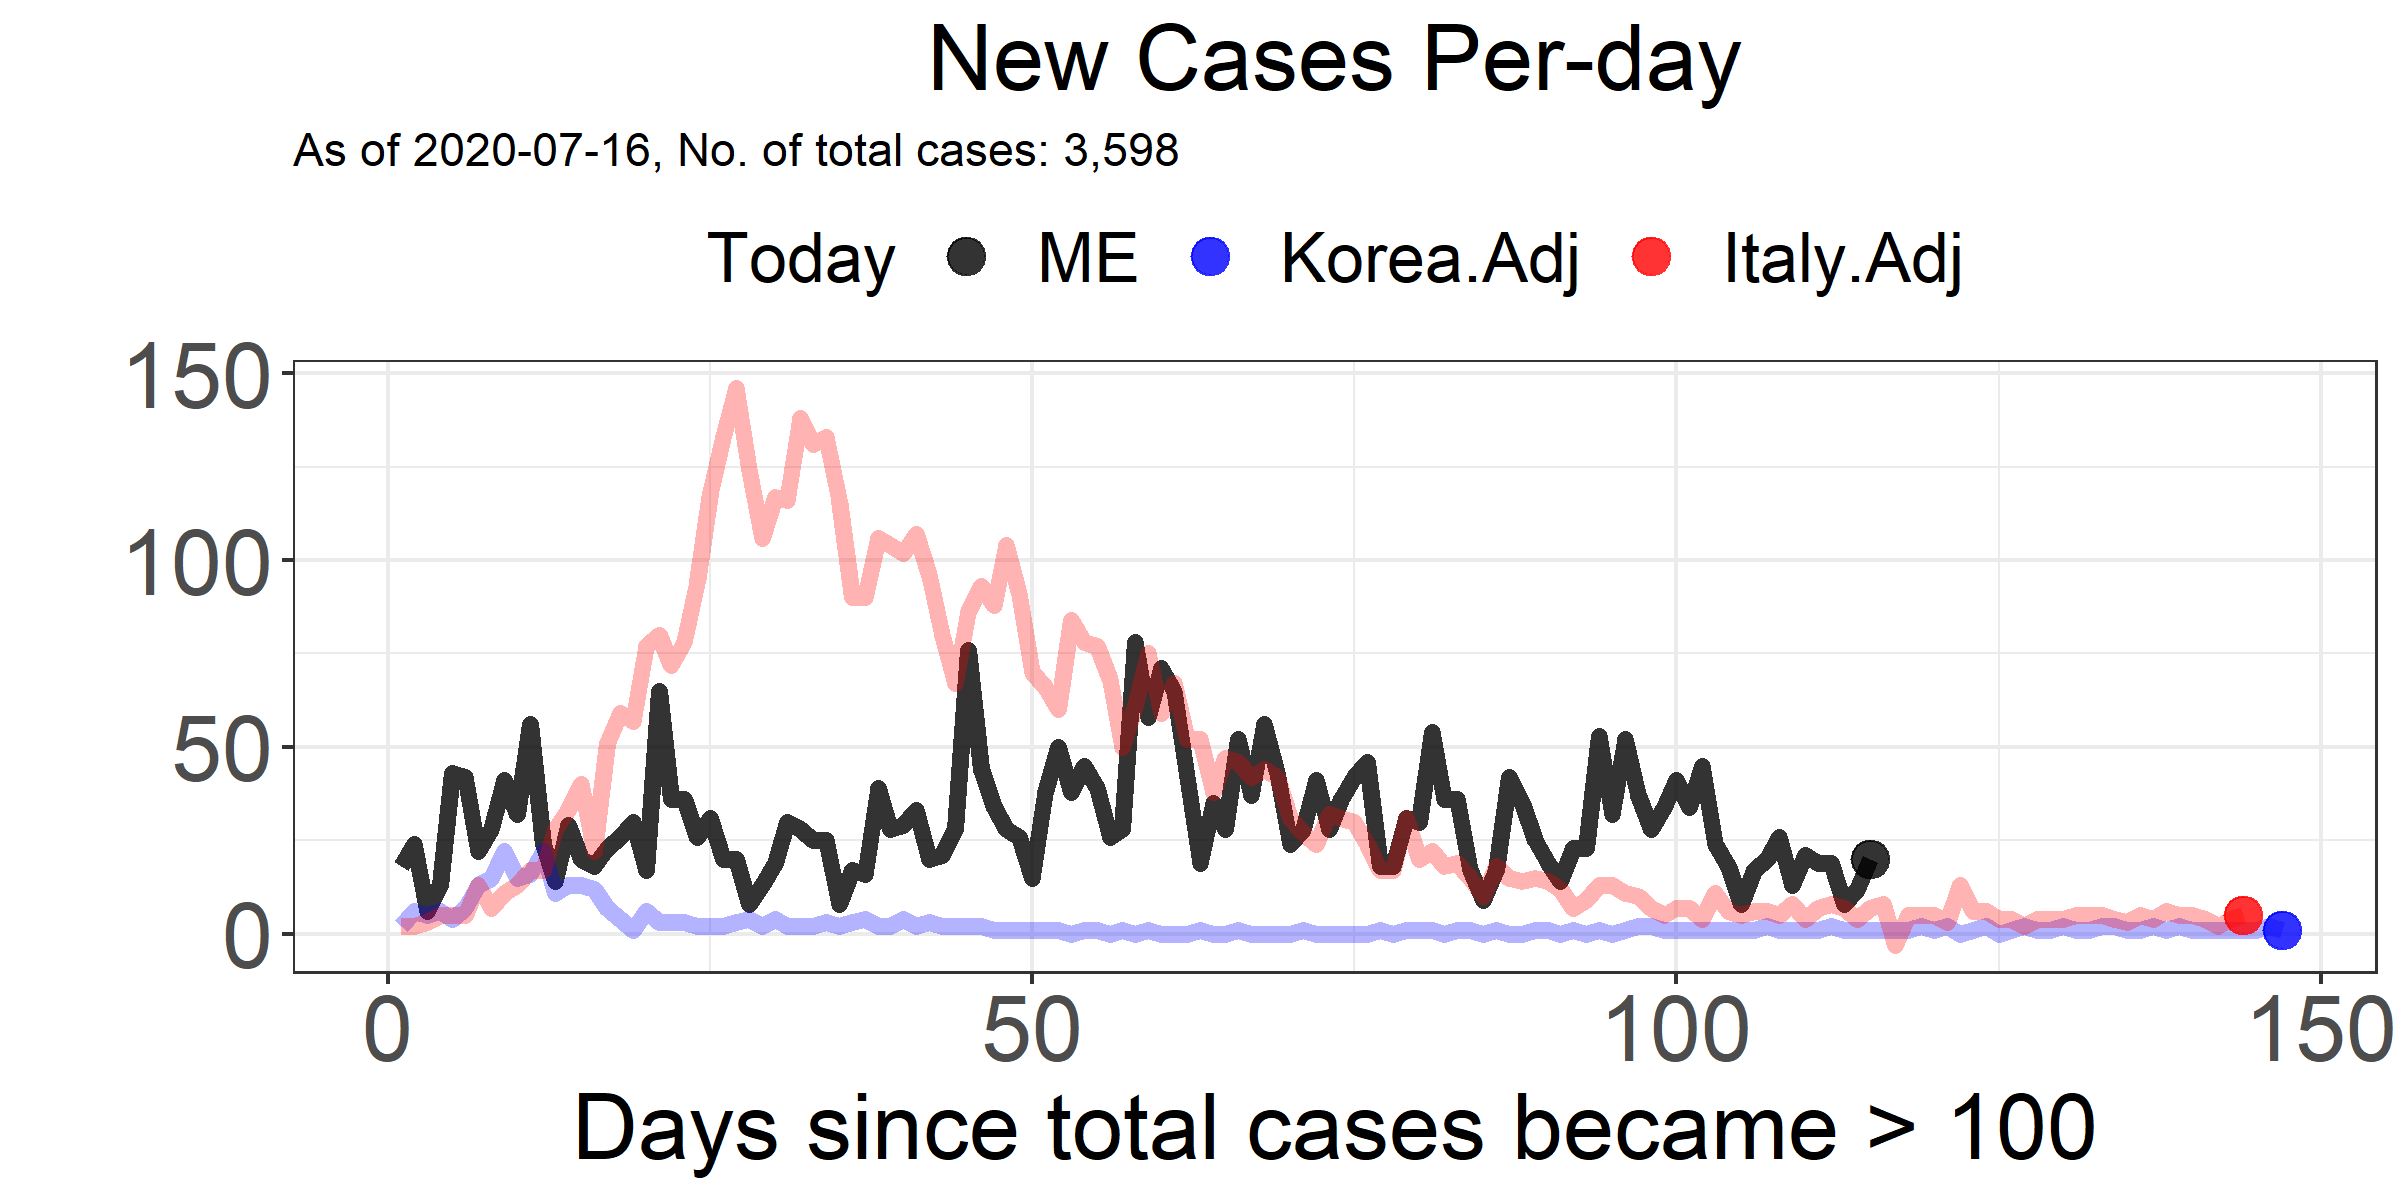 New Cases Per-day
As of 2020-07-16, No. of total cases: 3,598
Today ME Korea.Adj Italy.Adj
150
100
50
0
0 50 100 150
Days since total cases became > 100